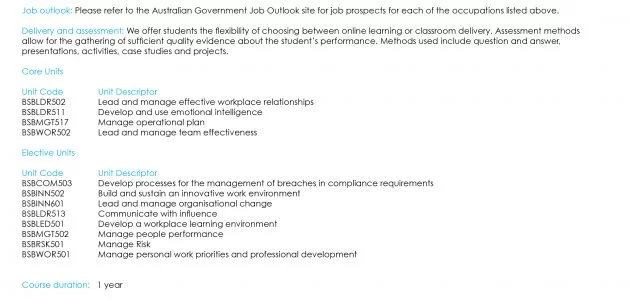 Job outlook: Please refer to the Australian Government Job Outlook site for job prospects for each of the occupations listed above.
Delivery and assessment: We offer students the flexibility of choosing between online learning or classroom delivery. Assessment methods
allow for the gathering of sufficient quality evidence about the student's performance. Methods used include question and answer,
presentations, activities, case studies and projects.
Core Units
Unit Code Unit Descriptor
BSBLDR502 Lead and manage effective workplace relationships
BSBLDR511 Develop and use emotional intelligence
BSBMGT517 Manage operational plan
BSBWOR502 Lead and manage team effectiveness
Elective Units
Unit Code Unit Descriptor
BSBCOM503 Develop processes for the management of breaches in compliance requirements
BSBINN502 Build and sustain an innovative work environment
BSBINN601 Lead and manage organisational change
BSBLDR513 Communicate with influence
BSBLED501 Develop a workplace learning environment
BSBMGT502 Manage people performance
BSBRSK501 Manage Risk
BSBWOR501 Manage personal work priorities and professional development
Course duration: 1 year